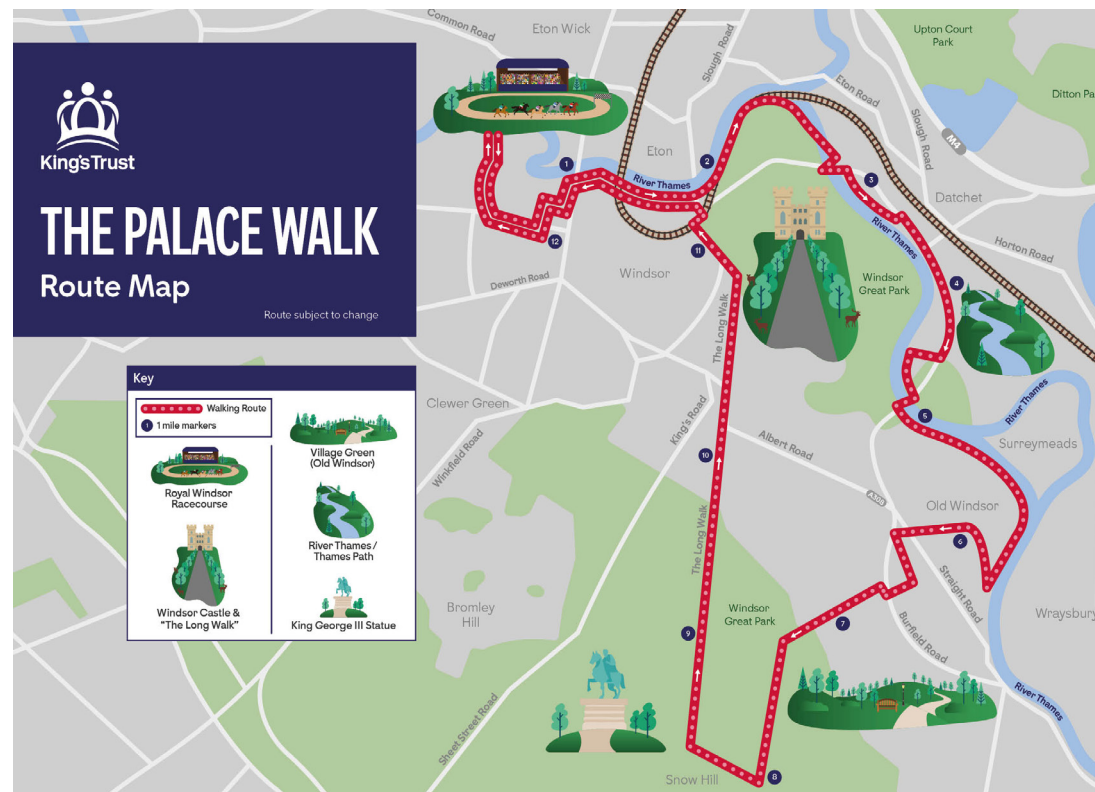 King'sTrust
THE PALACE WALK
Route Map
Route subject to change
Key
Walking Route
1
1 mile markers
Royal Windsor
Racecourse
Windsor Castle &
"The Long Walk"
Village Green
(Old Windsor)
River Thames /
Thames Path
King George III Statue
Common Road
Eton Wick
Slough Road
Upton Court
Park
Ditton Pa
Eton Road
Slough Road
M4
Eton
1
2
River Thames
3
Datchet
River Thames
Horton Road
12
11
Windsor
Deworth Road
Windsor
Great Park
4
The Long Walk
River Thames
5
Surreymeads
Clewer Green
King's Road
Winkfield Road
Albert Road
10
A308
Old Windsor
6
The Long Walk
Straight Road
Bromley
Hill
Windsor
Great Park
Wraysbury
7
9
Burfield Road
River Thames
Sheet Street Road
Snow Hill
8